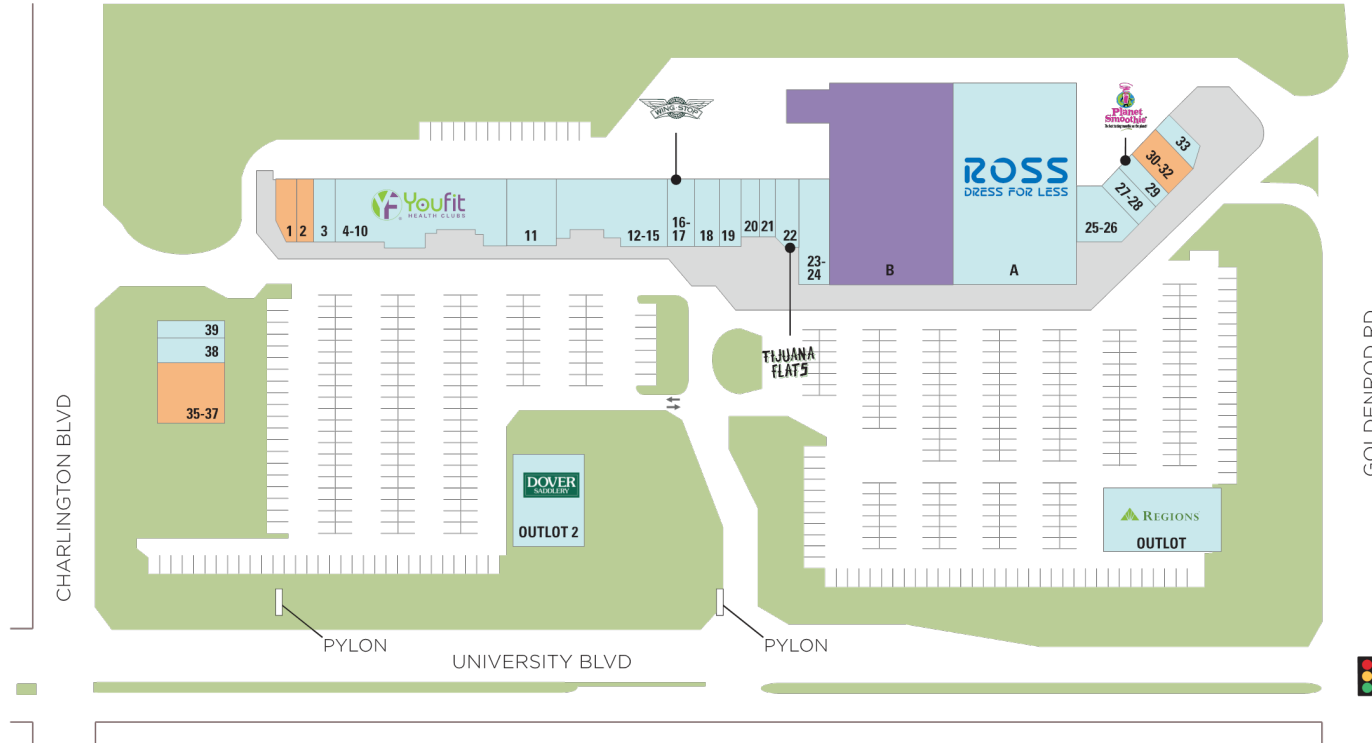 WING·STOP
Planet
Smoothie
ROSS
DRESS FOR LESS
33
30-32
29
27-28
25-26
Youfit
HEALTH CLUBS
1
2
3
4-10
11
12-15
16-
17
18
19
20
21
22
23-
24
B
A
TIJUANA
FLATS
39
38
35-37
DOVER
SADDLERY
OUTLOT 2
REGIONS
OUTLOT
CHARLINGTON BLVD
GOLDENROD RD
PYLON
PYLON
UNIVERSITY BLVD